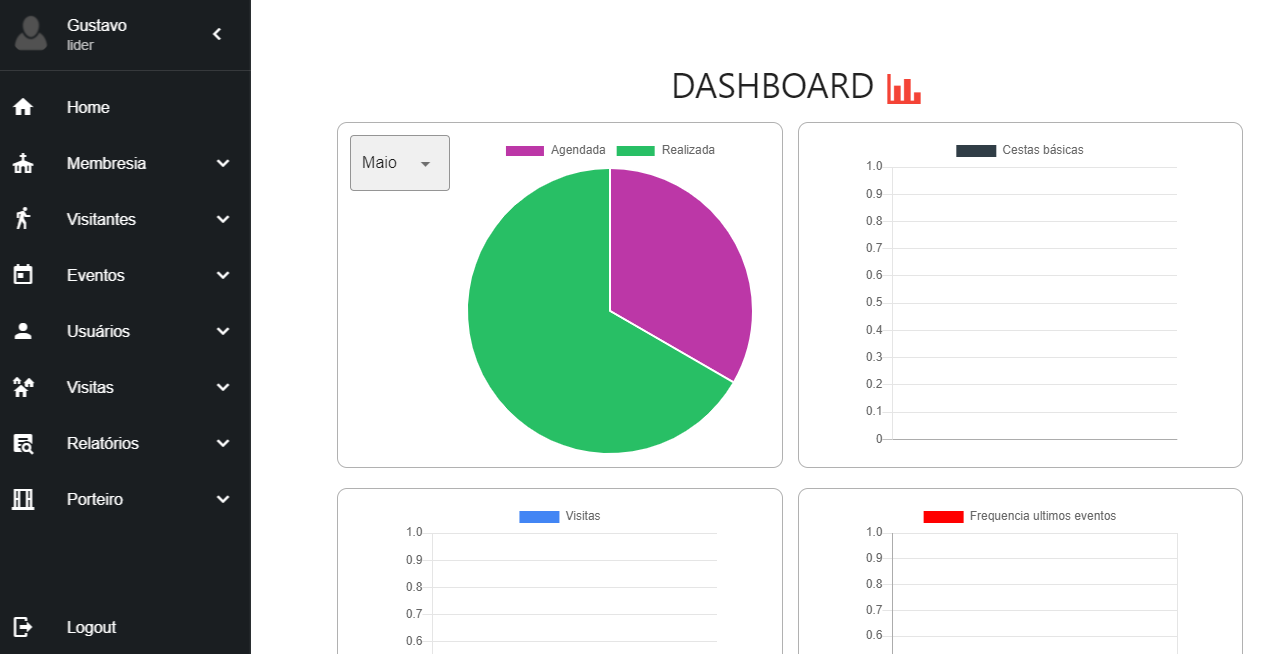 Gustavo
lider
Home
Membresia
Visitantes
Eventos
Usuários
Visitas
Relatórios
Porteiro
Logout
DASHBOARD
Maio
Agendada Realizada
Cestas básicas
1.0
0.9
0.8
0.7
0.6
0.5
0.4
0.3
0.2
0.1
0
Visitas
1.0
0.9
0.8
0.7
0.6
Frequencia ultimos eventos
1.0
0.9
0.8
0.7
0.6